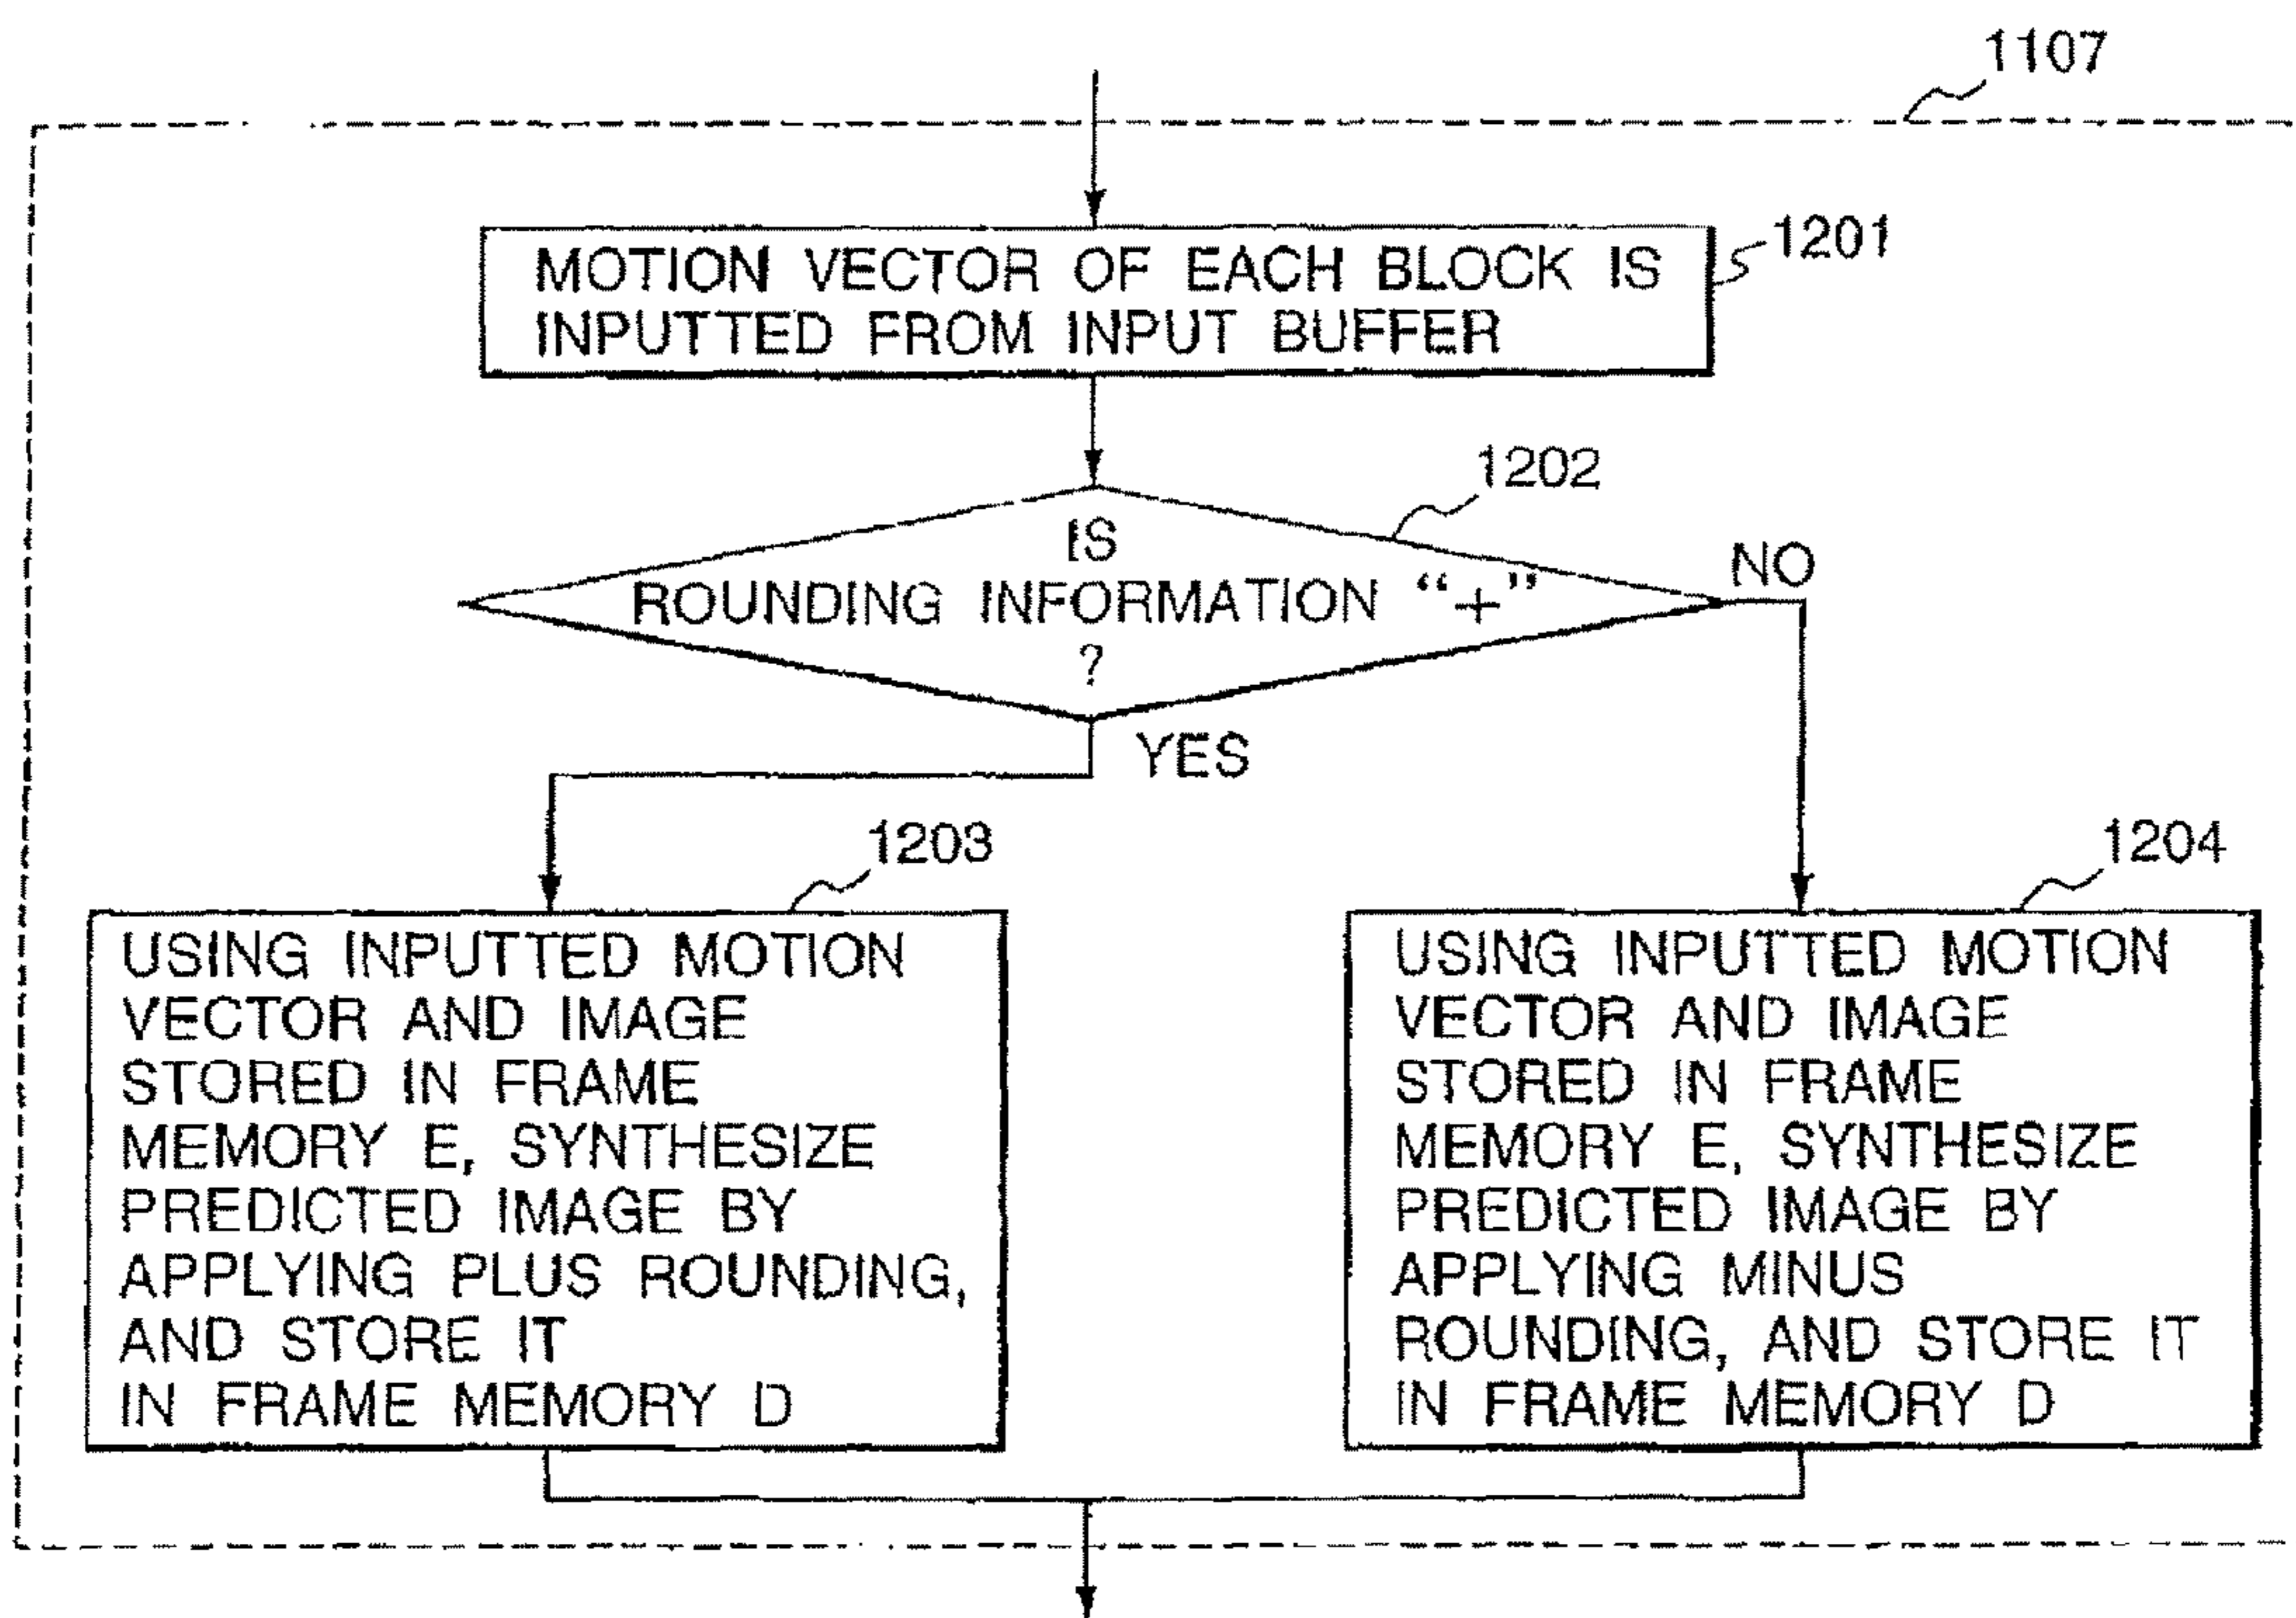 1107
MOTION VECTOR OF EACH BLOCK IS
INPUTTED FROM INPUT BUFFER
1201
1202
IS
ROUNDING INFORMATION “+”
?
NO
YES
1203
USING INPUTTED MOTION
VECTOR AND IMAGE
STORED IN FRAME
MEMORY E, SYNTHESIZE
PREDICTED IMAGE BY
APPLYING PLUS ROUNDING,
AND STORE IT
IN FRAME MEMORY D
1204
USING INPUTTED MOTION
VECTOR AND IMAGE
STORED IN FRAME
MEMORY E, SYNTHESIZE
PREDICTED IMAGE BY
APPLYING MINUS
ROUNDING, AND STORE IT
IN FRAME MEMORY D